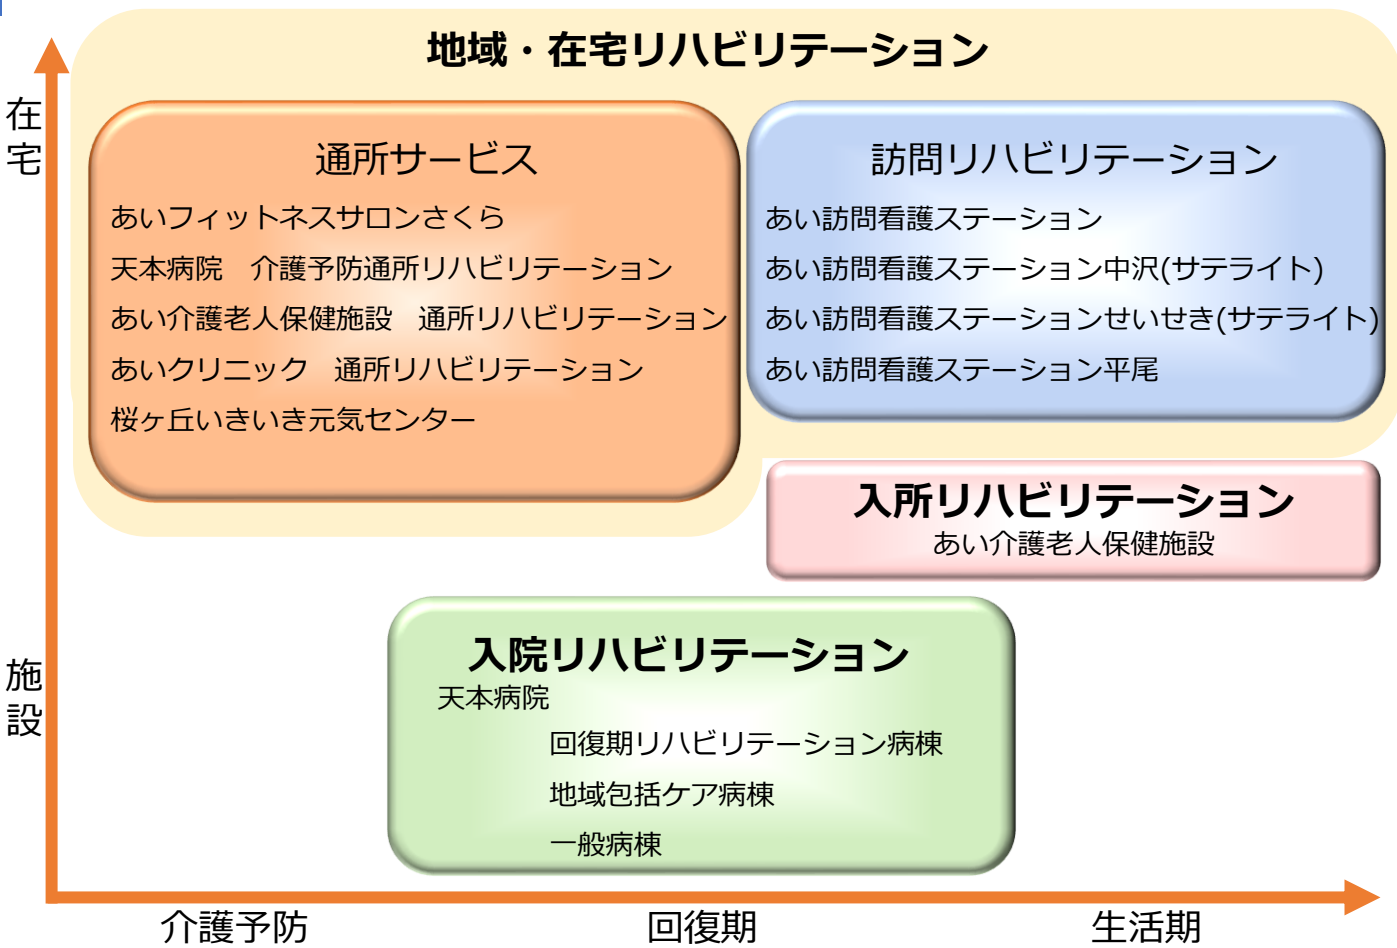 地域・在宅リハビリテーション
在宅
通所サービス
あいフィットネスサロンさくら
天本病院　介護予防通所リハビリテーション
あい介護老人保健施設　通所リハビリテーション
あいクリニック　通所リハビリテーション
桜ヶ丘いきいき元気センター
訪問リハビリテーション
あい訪問看護ステーション
あい訪問看護ステーション中沢(サテライト)
あい訪問看護ステーションせいせき(サテライト)
あい訪問看護ステーション平尾
入所リハビリテーション
あい介護老人保健施設
施設
入院リハビリテーション
天本病院
回復期リハビリテーション病棟
地域包括ケア病棟
一般病棟
介護予防
回復期
生活期